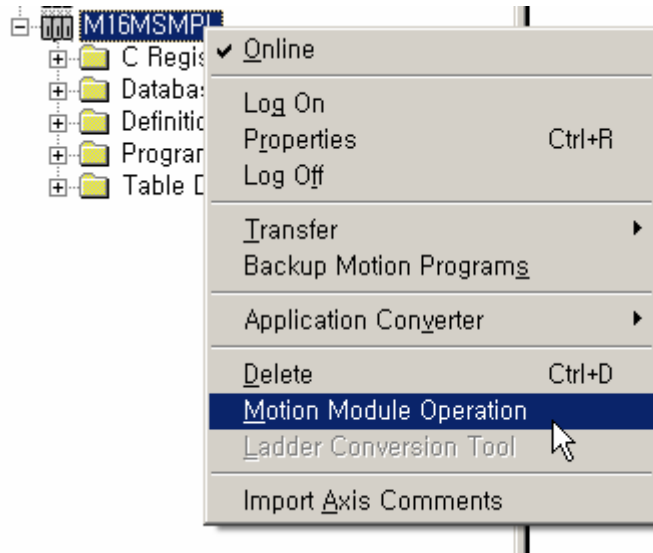 M16MSMPL
Online
C Regis
Log On
Databas
Properties Ctrl+R
Definitio
Log Off
Program
Table D
Transfer
Backup Motion Programs
Application Converter
Delete Ctrl+D
Motion Module Operation
Ladder Conversion Tool
Import Axis Comments